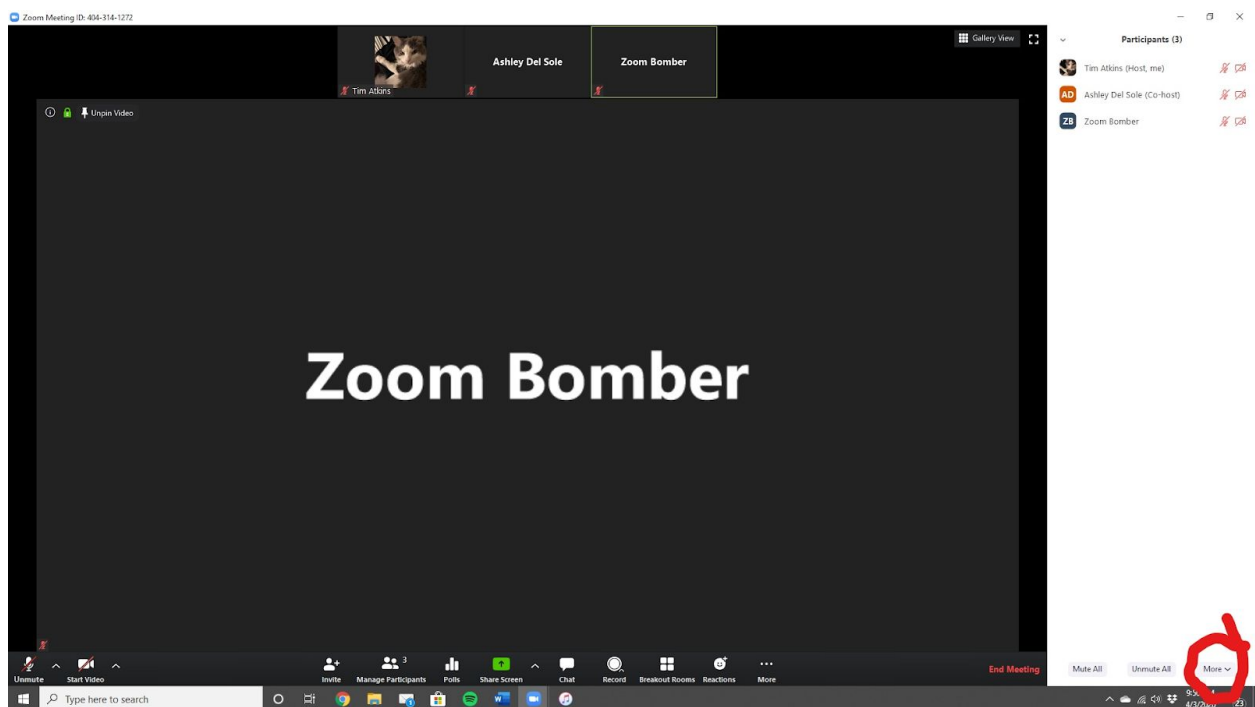 Zoom Meeting ID: 404-314-1272
Tim Atkins
Ashley Del Sole
Zoom Bomber
Gallery View
Participants (3)
Tim Atkins (Host, me)
AD Ashley Del Sole (Co-host)
ZB Zoom Bomber
Unpin Video
Zoom Bomber
Unmute
Start Video
Invite
Manage Participants 3
Polls
Share Screen
Chat
Record
Breakout Rooms
Reactions
More
End Meeting
Mute All
Unmute All
More
Type here to search